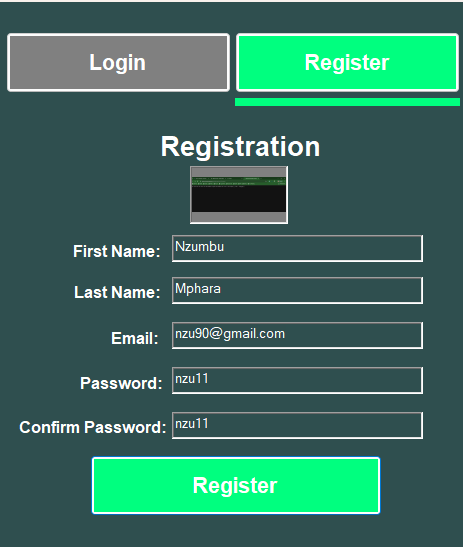 Login Register
Registration
First Name: Nzumbu
Last Name: Mphara
Email: nzu90@gmail.com
Password: nzu11
Confirm Password: nzu11
Register